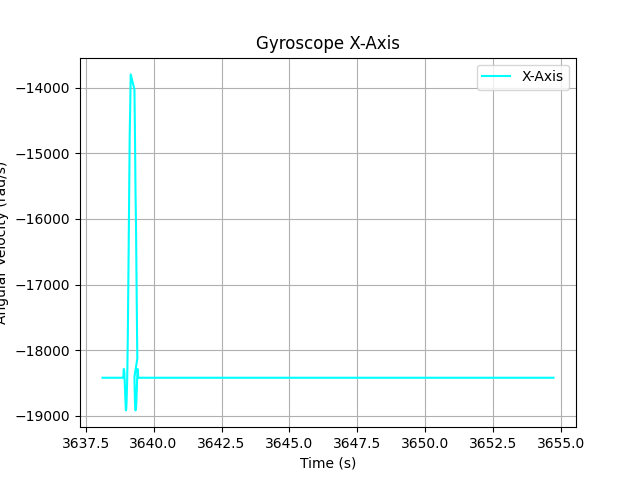 Gyroscope X-Axis
X-Axis
−14000
−15000
−16000
−17000
−18000
−19000
Angular Velocity (rad/s)
3637.5 3640.0 3642.5 3645.0 3647.5 3650.0 3652.5 3655.0
Time (s)